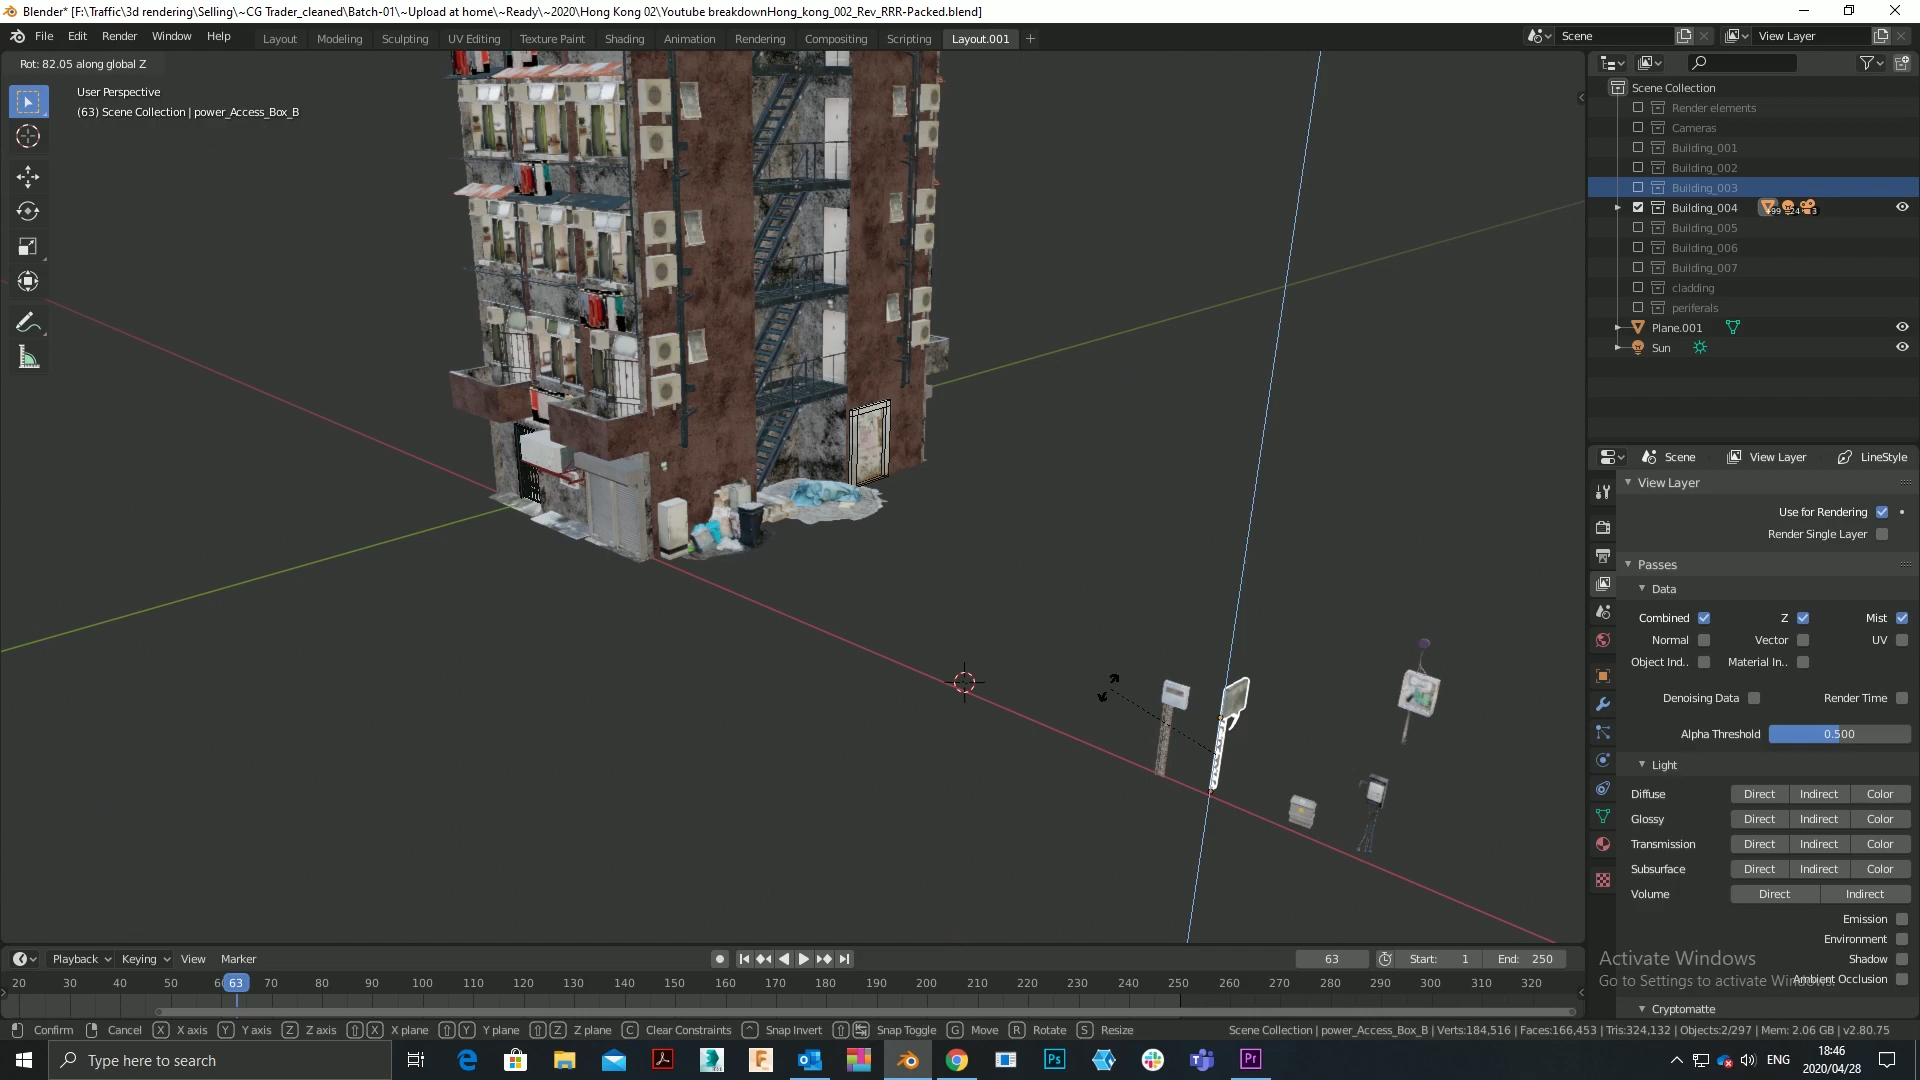 Blender* [F:\Traffic\3d rendering\Selling\~CG Trader_cleaned\Batch-01\~Upload at home\~Ready\~2020\Hong Kong 02\Youtube breakdownHong_kong_002_Rev_RRR-Packed.blend]
File Edit Render Window Help Layout Modeling Sculpting UV Editing Texture Paint Shading Animation Rendering Compositing Scripting Layout.001 + Scene View Layer
Rot: 82.05 along global Z
User Perspective
(63) Scene Collection | power_Access_Box_B
Scene Collection
Render elements
Cameras
Building_001
Building_002
Building_003
Building_004 99 24 3
Building_005
Building_006
Building_007
cladding
periferals
Plane.001
Sun
Scene View Layer LineStyle
View Layer
Use for Rendering
Render Single Layer
Passes
Data
Combined Z Mist
Normal Vector UV
Object Ind.. Material In..
Denoising Data Render Time
Alpha Threshold 0.500
Light
Diffuse Direct Indirect Color
Glossy Direct Indirect Color
Transmission Direct Indirect Color
Subsurface Direct Indirect Color
Volume Direct Indirect
Emission
Environment
Shadow
Ambient Occlusion
Cryptomatte
Activate Windows
Go to Settings to activate Windows.
Playback Keying View Marker 63 Start: 1 End: 250
20 30 40 50 63 70 80 90 100 110 120 130 140 150 160 170 180 190 200 210 220 230 240 250 260 270 280 290 300 310 320
Confirm Cancel X X axis Y Y axis Z Z axis X X plane Y Y plane Z Z plane C Clear Constraints ^ Snap Invert Snap Toggle G Move R Rotate S Resize Scene Collection | power_Access_Box_B | Verts:184,516 | Faces:166,453 | Tris:324,132 | Objects:2/297 | Mem: 2.06 GB | v2.80.75
Type here to search
Ps
Pr
ENG
18:46
2020/04/28